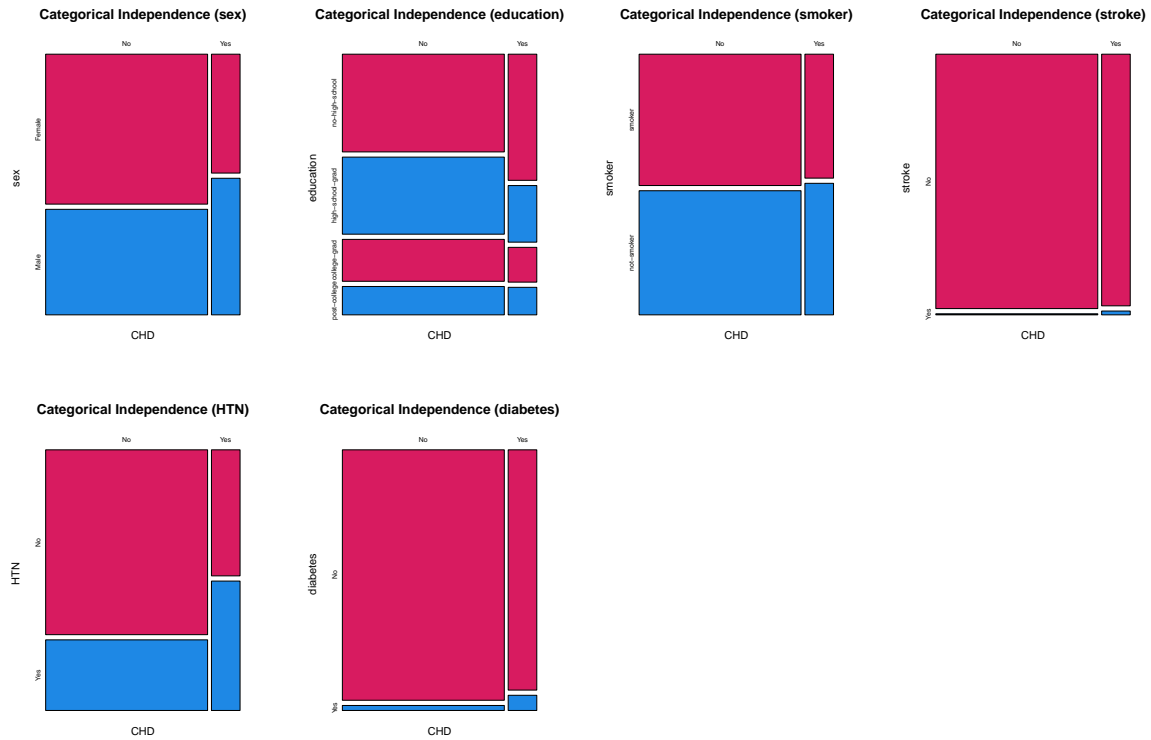 Categorical Independence (sex)
No Yes
Female
Male
sex
CHD
Categorical Independence (education)
No Yes
no−high−school
high−school−grad
college−grad
post−college
education
CHD
Categorical Independence (smoker)
No Yes
smoker
not−smoker
smoker
CHD
Categorical Independence (stroke)
No Yes
No
Yes
stroke
CHD
Categorical Independence (HTN)
No Yes
No
Yes
HTN
CHD
Categorical Independence (diabetes)
No Yes
No
Yes
diabetes
CHD